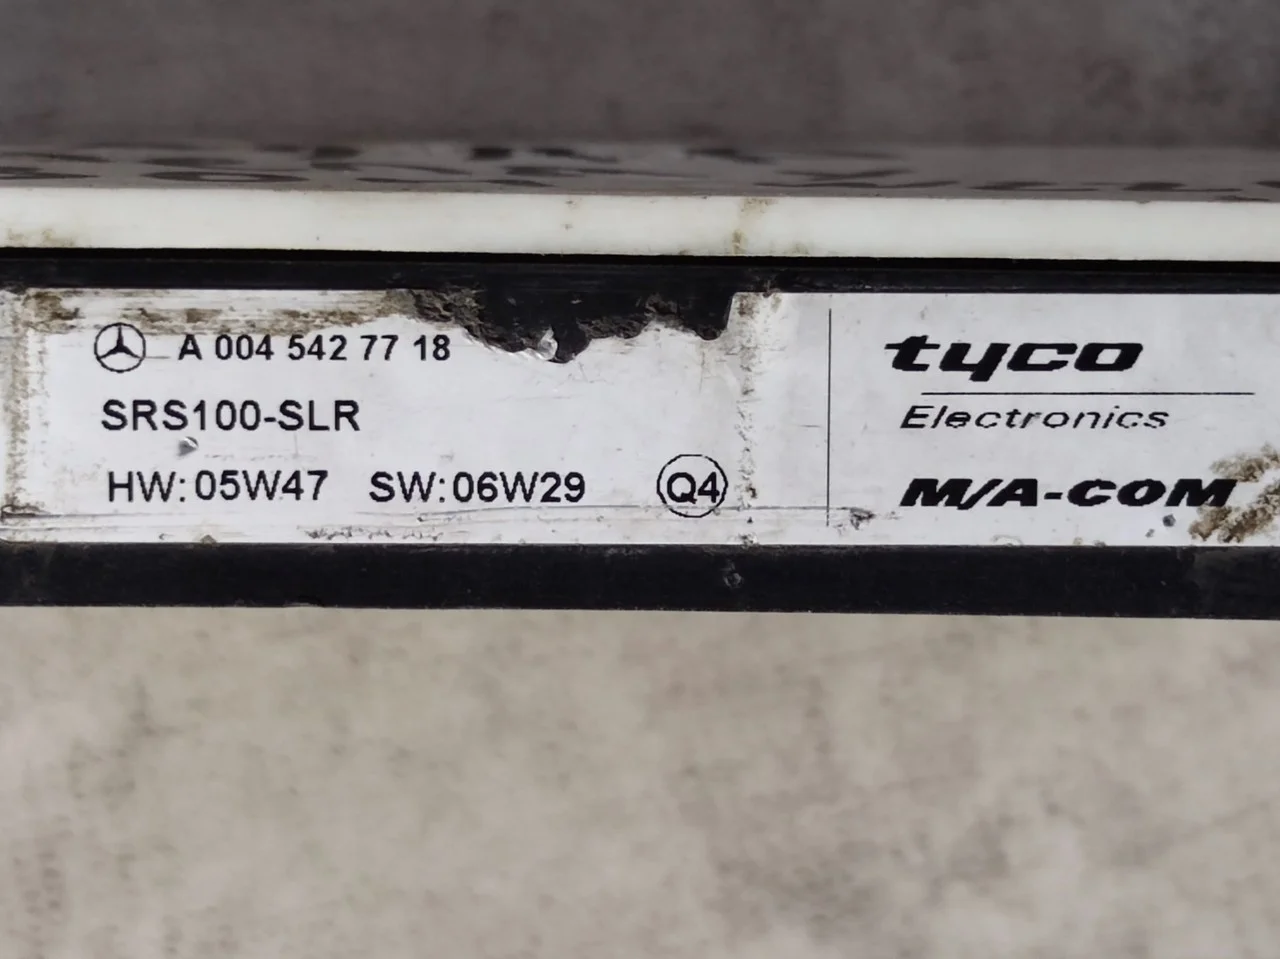 A 004 542 77 18
SRS100-SLR
HW: 05W47 SW: 06W29 Q4
tyco
Electronics
M/A-COM